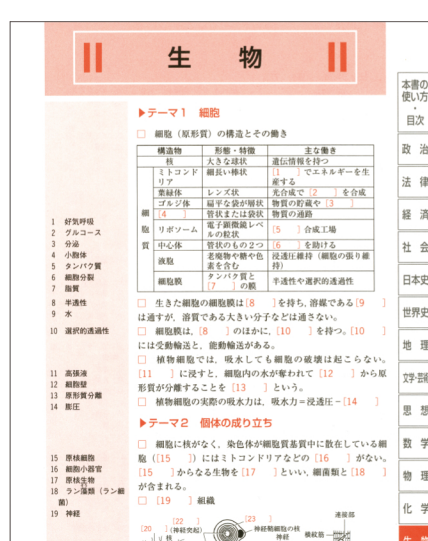 生 物
▶テーマ1 細胞
□ 細胞（原形質）の構造とその働き
構造物 形態・特徴 主な働き
核 大きな球状 遺伝情報を持つ
細胞質
ミトコンドリア 細長い棒状 [1 ]でエネルギーを生産する
葉緑体 レンズ状 光合成で[2 ]を合成
ゴルジ体 扁平な袋が層状 物質の貯蔵や[3 ]
[4 ] 管状または袋状 物質の通路
リボソーム 電子顕微鏡レベルの粒状 [5 ]合成工場
中心体 管状のもの2つ [6 ]を助ける
液胞 老廃物や糖や色素を含む 浸透圧維持（細胞の張り維持）
細胞膜 タンパク質と[7 ]の膜 半透性や選択的透過性
□ 生きた細胞の細胞膜は[8 ]を持ち，溶媒である[9 ]
は通すが，溶質である大きい分子などは通さない。
□ 細胞膜は，[8 ]のほかに，[10 ]を持つ。[10 ]
には受動輸送と，能動輸送がある。
□ 植物細胞では，吸水しても細胞の破壊は起こらない。
[11 ]に浸すと，細胞内の水が奪われて[12 ]から原
形質が分離することを[13 ]という。
□ 植物細胞の実際の吸水力は，吸水力＝浸透圧－[14 ]
▶テーマ2 個体の成り立ち
□ 細胞に核がなく，染色体が細胞質基質中に散在している細
胞（[15 ]）にはミトコンドリアなどの[16 ]がない。
[15 ]からなる生物を[17 ]といい，細菌類と[18 ]
が含まれる。
□ [19 ]組織
[20 ]
[22 ]
（神経突起）
核
[23 ]
神経鞘細胞の核
神経
連接部
横紋筋
1 好気呼吸
2 グルコース
3 分泌
4 小胞体
5 タンパク質
6 細胞分裂
7 脂質
8 半透性
9 水
10 選択的透過性
11 高張液
12 細胞壁
13 原形質分離
14 膨圧
15 原核細胞
16 細胞小器官
17 原核生物
18 ラン藻類（ラン細
菌）
19 神経
本書の
使い方
・
目次
政 治
法 律
経 済
社 会
日本史
世界史
地 理
文学・芸術
思 想
数 学
物 理
化 学
生 物